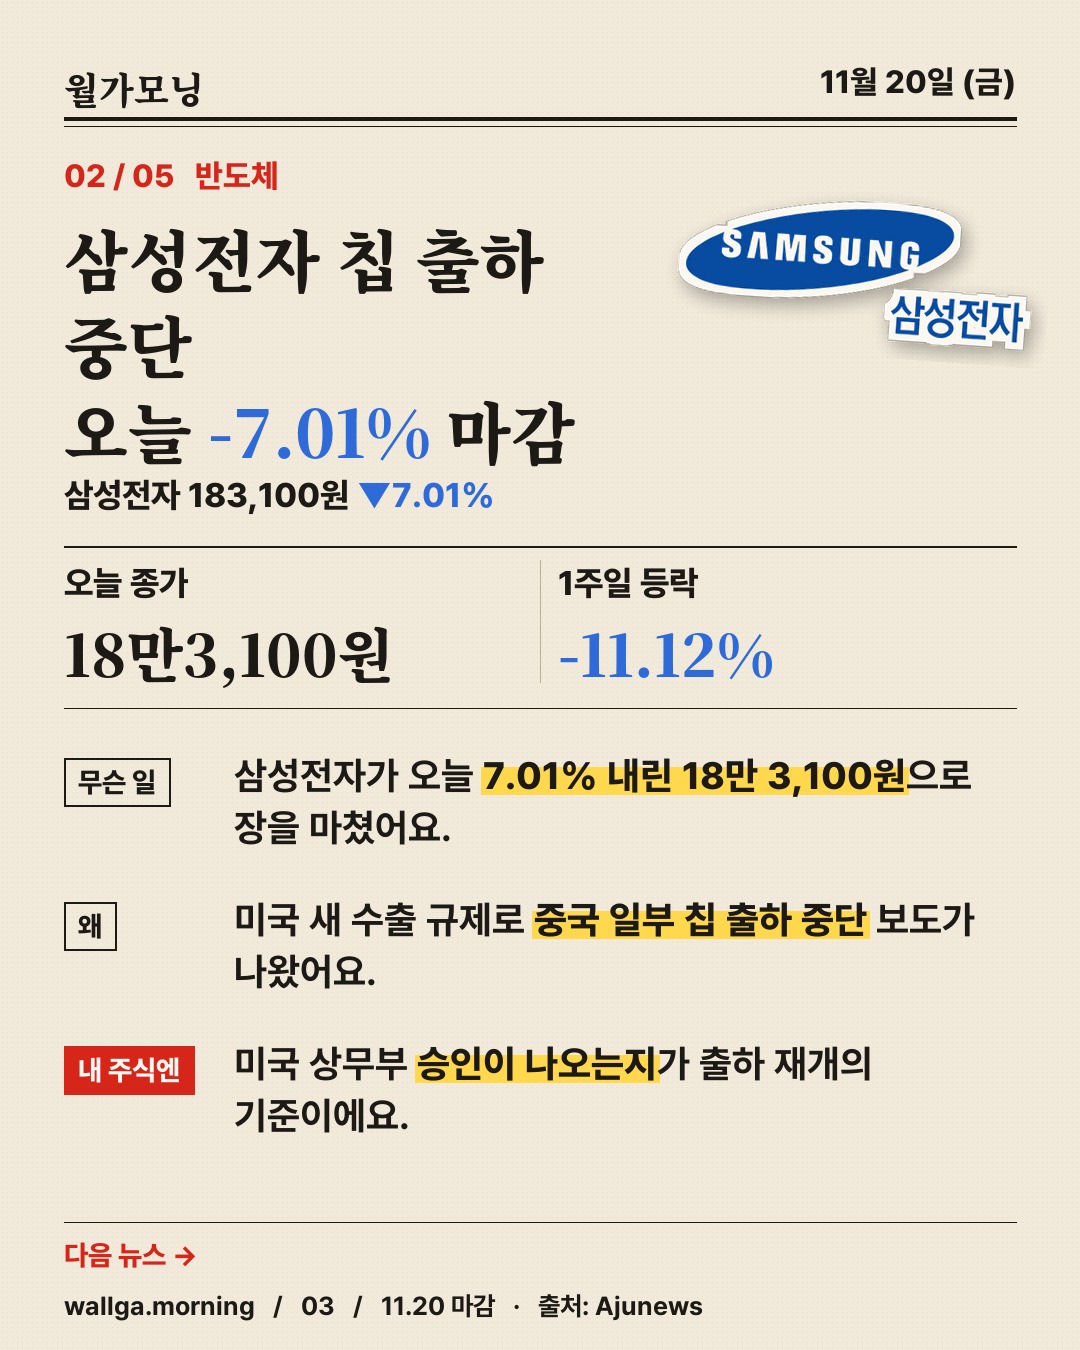 월가모닝
11월 20일 (금)
02 / 05 반도체
삼성전자 칩 출하
중단
오늘 -7.01% 마감
SAMSUNG
삼성전자
삼성전자 183,100원 ▼7.01%
오늘 종가
18만3,100원
1주일 등락
-11.12%
무슨 일
삼성전자가 오늘 7.01% 내린 18만 3,100원으로
장을 마쳤어요.
왜
미국 새 수출 규제로 중국 일부 칩 출하 중단 보도가
나왔어요.
내 주식엔
미국 상무부 승인이 나오는지가 출하 재개의
기준이에요.
다음 뉴스 →
wallga.morning / 03 / 11.20 마감 · 출처: Ajunews